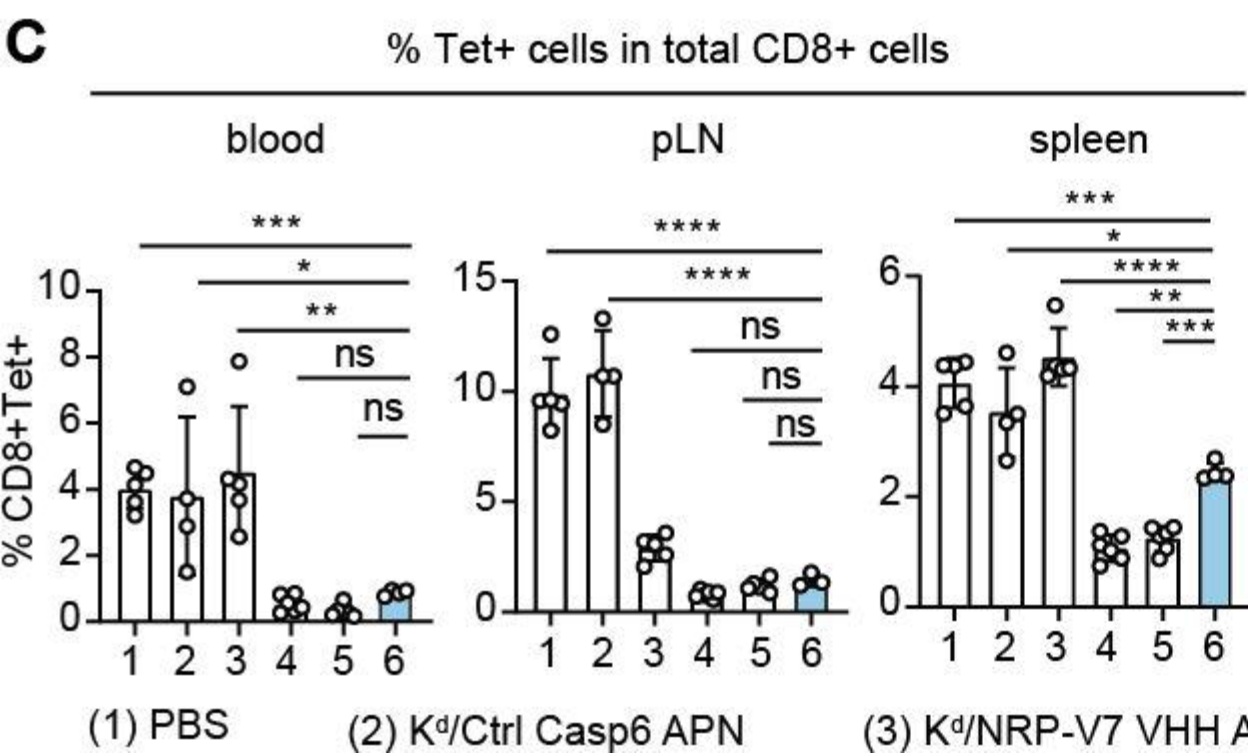 C
% Tet+ cells in total CD8+ cells
blood pLN spleen
% CD8+Tet+
***
*
**
ns
ns
10
8
6
4
2
0
1 2 3 4 5 6
****
****
ns
ns
ns
15
10
5
0
1 2 3 4 5 6
***
*
****
**
***
6
4
2
0
1 2 3 4 5 6
(1) PBS (2) Kᵈ/Ctrl Casp6 APN (3) Kᵈ/NRP-V7 VHH A